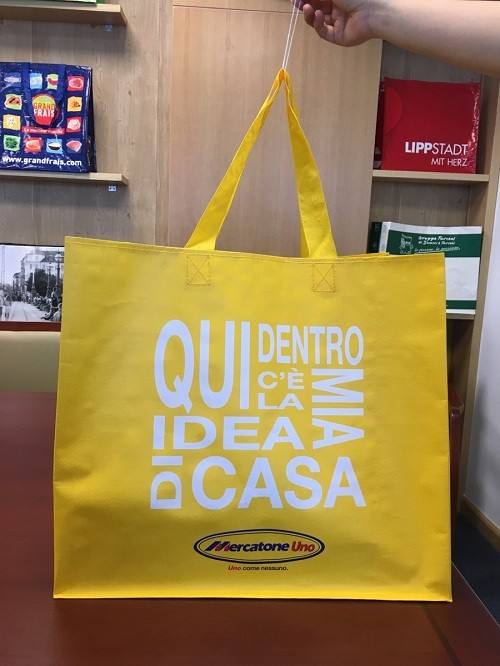 GRAND
FRAIS
www.grandfrais.com
LIPPSTADT
MIT HERZ
QUI DENTRO
C'È
LA MIA
IDEA
DI CASA
Mercatone Uno
Uno come nessuno.